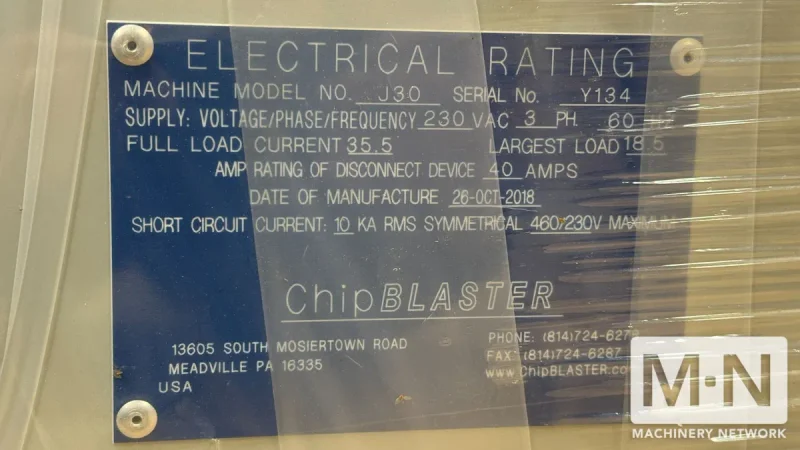 ELECTRICAL RATING
MACHINE MODEL NO. J30 SERIAL No. Y134
SUPPLY: VOLTAGE/PHASE/FREQUENCY 230 VAC 3 PH 60 HZ
FULL LOAD CURRENT 35.5 LARGEST LOAD 18.5
AMP RATING OF DISCONNECT DEVICE 40 AMPS
DATE OF MANUFACTURE 26-OCT-2018
SHORT CIRCUIT CURRENT: 10 KA RMS SYMMETRICAL 460/230V MAXIMUM
ChipBLASTER
13605 SOUTH MOSIERTOWN ROAD
MEADVILLE PA 16335
USA
PHONE: (814)724-6278
FAX: (814)724-6287
www.ChipBLASTER.co
M·N
MACHINERY NETWORK